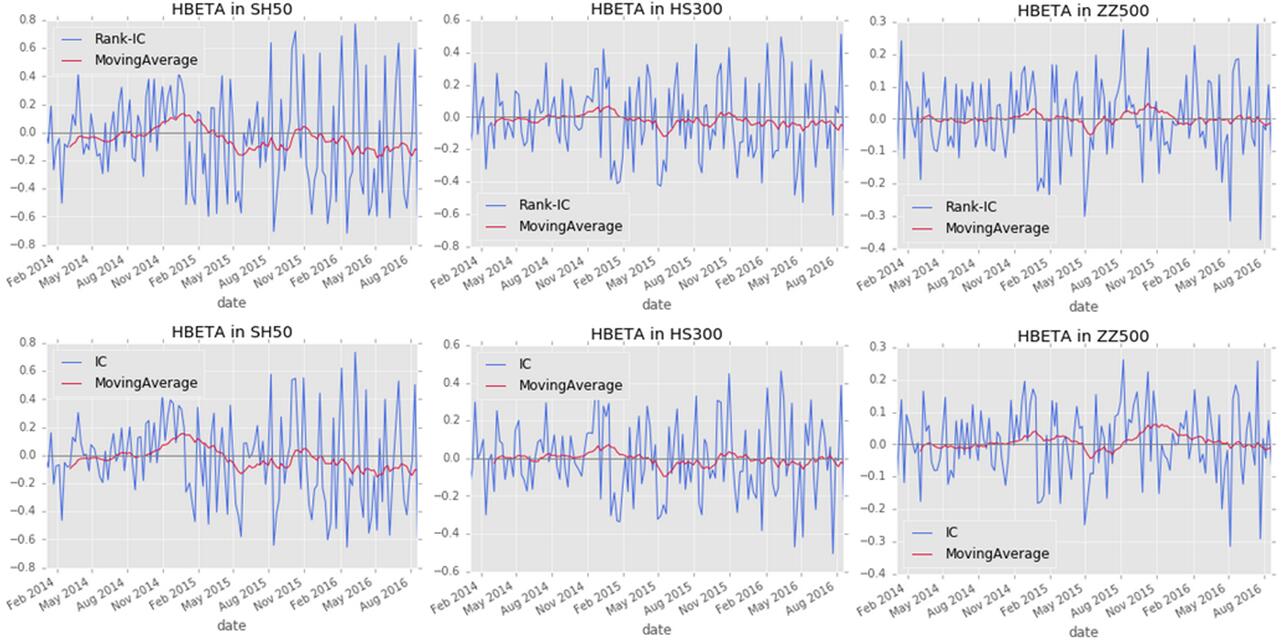 HBETA in SH50
0.8
0.6
0.4
0.2
0.0
−0.2
−0.4
−0.6
−0.8
Rank-IC
MovingAverage
Feb 2014
May 2014
Aug 2014
Nov 2014
Feb 2015
May 2015
Aug 2015
Nov 2015
Feb 2016
May 2016
Aug 2016
date
HBETA in HS300
0.6
0.4
0.2
0.0
−0.2
−0.4
−0.6
−0.8
Rank-IC
MovingAverage
Feb 2014
May 2014
Aug 2014
Nov 2014
Feb 2015
May 2015
Aug 2015
Nov 2015
Feb 2016
May 2016
Aug 2016
date
HBETA in ZZ500
0.3
0.2
0.1
0.0
−0.1
−0.2
−0.3
−0.4
Rank-IC
MovingAverage
Feb 2014
May 2014
Aug 2014
Nov 2014
Feb 2015
May 2015
Aug 2015
Nov 2015
Feb 2016
May 2016
Aug 2016
date
HBETA in SH50
0.8
0.6
0.4
0.2
0.0
−0.2
−0.4
−0.6
−0.8
IC
MovingAverage
Feb 2014
May 2014
Aug 2014
Nov 2014
Feb 2015
May 2015
Aug 2015
Nov 2015
Feb 2016
May 2016
Aug 2016
date
HBETA in HS300
0.6
0.4
0.2
0.0
−0.2
−0.4
−0.6
IC
MovingAverage
Feb 2014
May 2014
Aug 2014
Nov 2014
Feb 2015
May 2015
Aug 2015
Nov 2015
Feb 2016
May 2016
Aug 2016
date
HBETA in ZZ500
0.3
0.2
0.1
0.0
−0.1
−0.2
−0.3
−0.4
IC
MovingAverage
Feb 2014
May 2014
Aug 2014
Nov 2014
Feb 2015
May 2015
Aug 2015
Nov 2015
Feb 2016
May 2016
Aug 2016
date